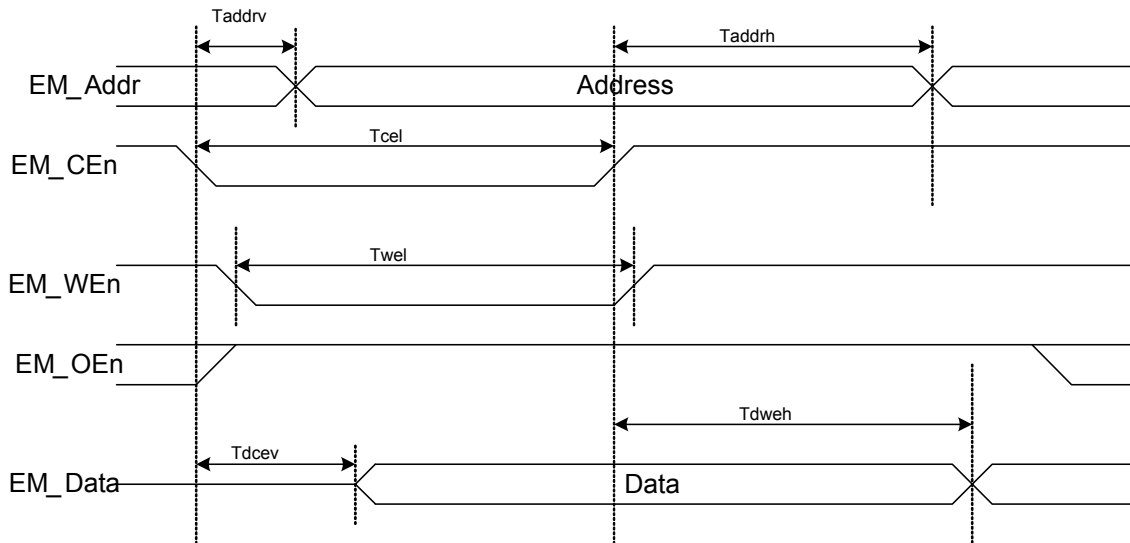 Taddrv
Taddrh
EM_Addr
Address
Tcel
EM_CEn
Twel
EM_WEn
EM_OEn
Tdweh
Tdcev
EM_Data
Data